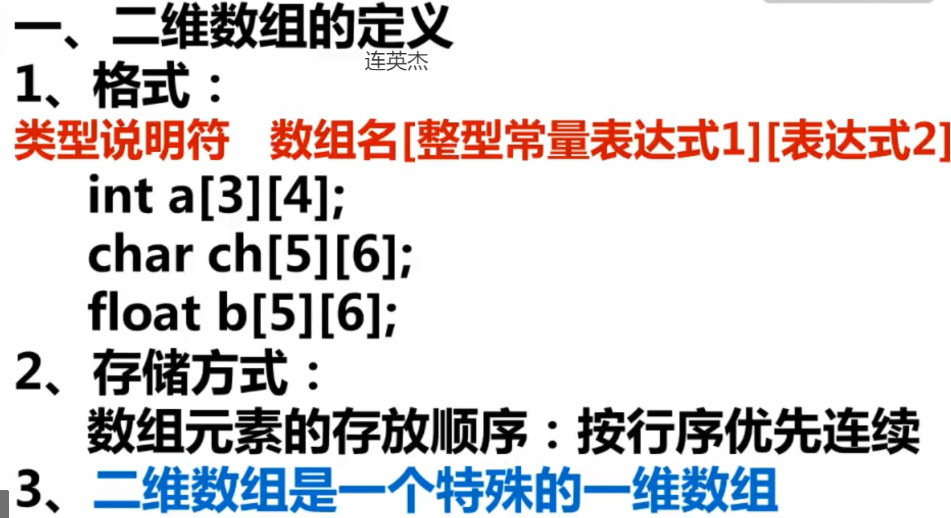 一、二维数组的定义
连英杰
1、格式：
类型说明符 数组名[整型常量表达式1][表达式2]
int a[3][4];
char ch[5][6];
float b[5][6];
2、存储方式：
数组元素的存放顺序：按行序优先连续
3、二维数组是一个特殊的一维数组